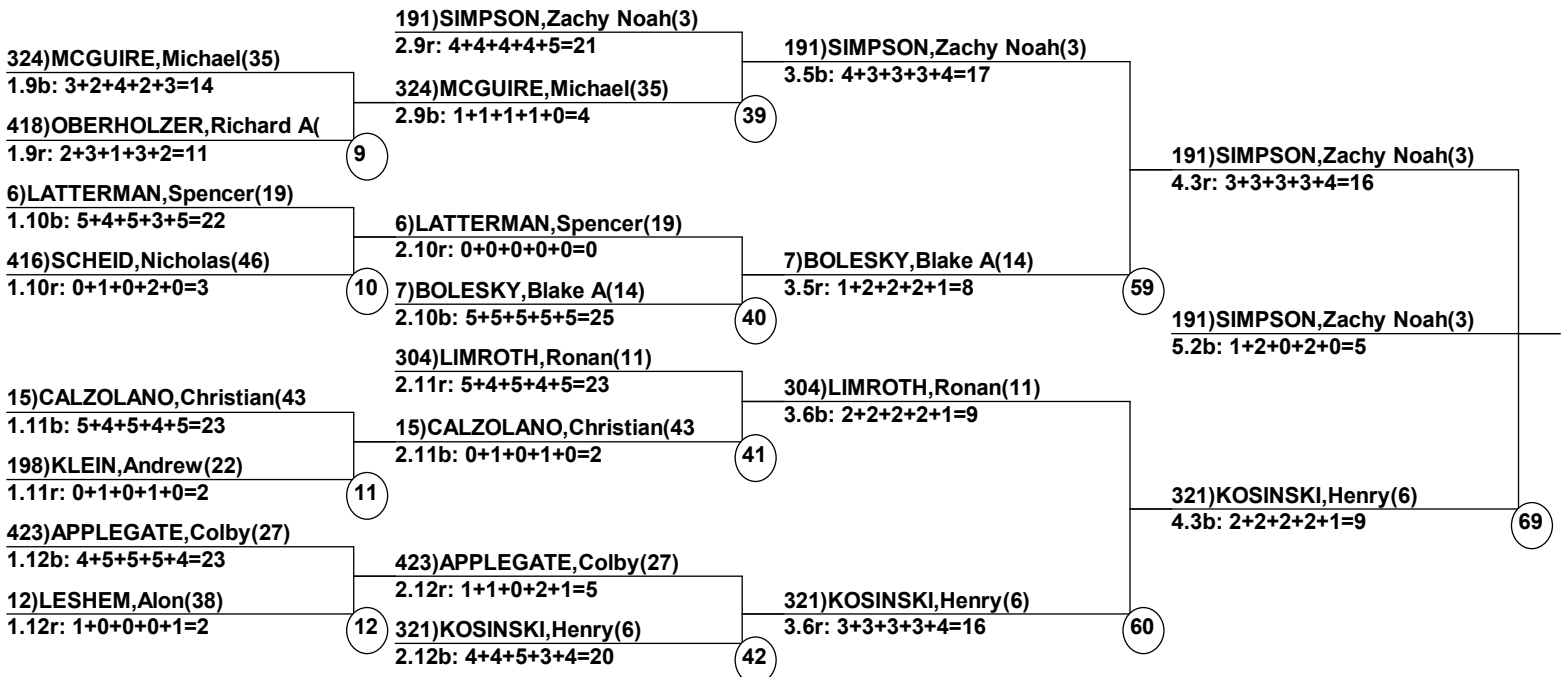 324)MCGUIRE,Michael(35)
1.9b: 3+2+4+2+3=14
418)OBERHOLZER,Richard A(
1.9r: 2+3+1+3+2=11
9
6)LATTERMAN,Spencer(19)
1.10b: 5+4+5+3+5=22
416)SCHEID,Nicholas(46)
1.10r: 0+1+0+2+0=3
10
15)CALZOLANO,Christian(43
1.11b: 5+4+5+4+5=23
198)KLEIN,Andrew(22)
1.11r: 0+1+0+1+0=2
11
423)APPLEGATE,Colby(27)
1.12b: 4+5+5+5+4=23
12)LESHEM,Alon(38)
1.12r: 1+0+0+0+1=2
12
191)SIMPSON,Zachy Noah(3)
2.9r: 4+4+4+4+5=21
324)MCGUIRE,Michael(35)
2.9b: 1+1+1+1+0=4
39
6)LATTERMAN,Spencer(19)
2.10r: 0+0+0+0+0=0
7)BOLESKY,Blake A(14)
2.10b: 5+5+5+5+5=25
40
304)LIMROTH,Ronan(11)
2.11r: 5+4+5+4+5=23
15)CALZOLANO,Christian(43
2.11b: 0+1+0+1+0=2
41
423)APPLEGATE,Colby(27)
2.12r: 1+1+0+2+1=5
321)KOSINSKI,Henry(6)
2.12b: 4+4+5+3+4=20
42
191)SIMPSON,Zachy Noah(3)
3.5b: 4+3+3+3+4=17
7)BOLESKY,Blake A(14)
3.5r: 1+2+2+2+1=8
59
304)LIMROTH,Ronan(11)
3.6b: 2+2+2+2+1=9
321)KOSINSKI,Henry(6)
3.6r: 3+3+3+3+4=16
60
191)SIMPSON,Zachy Noah(3)
4.3r: 3+3+3+3+4=16
321)KOSINSKI,Henry(6)
4.3b: 2+2+2+2+1=9
69
191)SIMPSON,Zachy Noah(3)
5.2b: 1+2+0+2+0=5